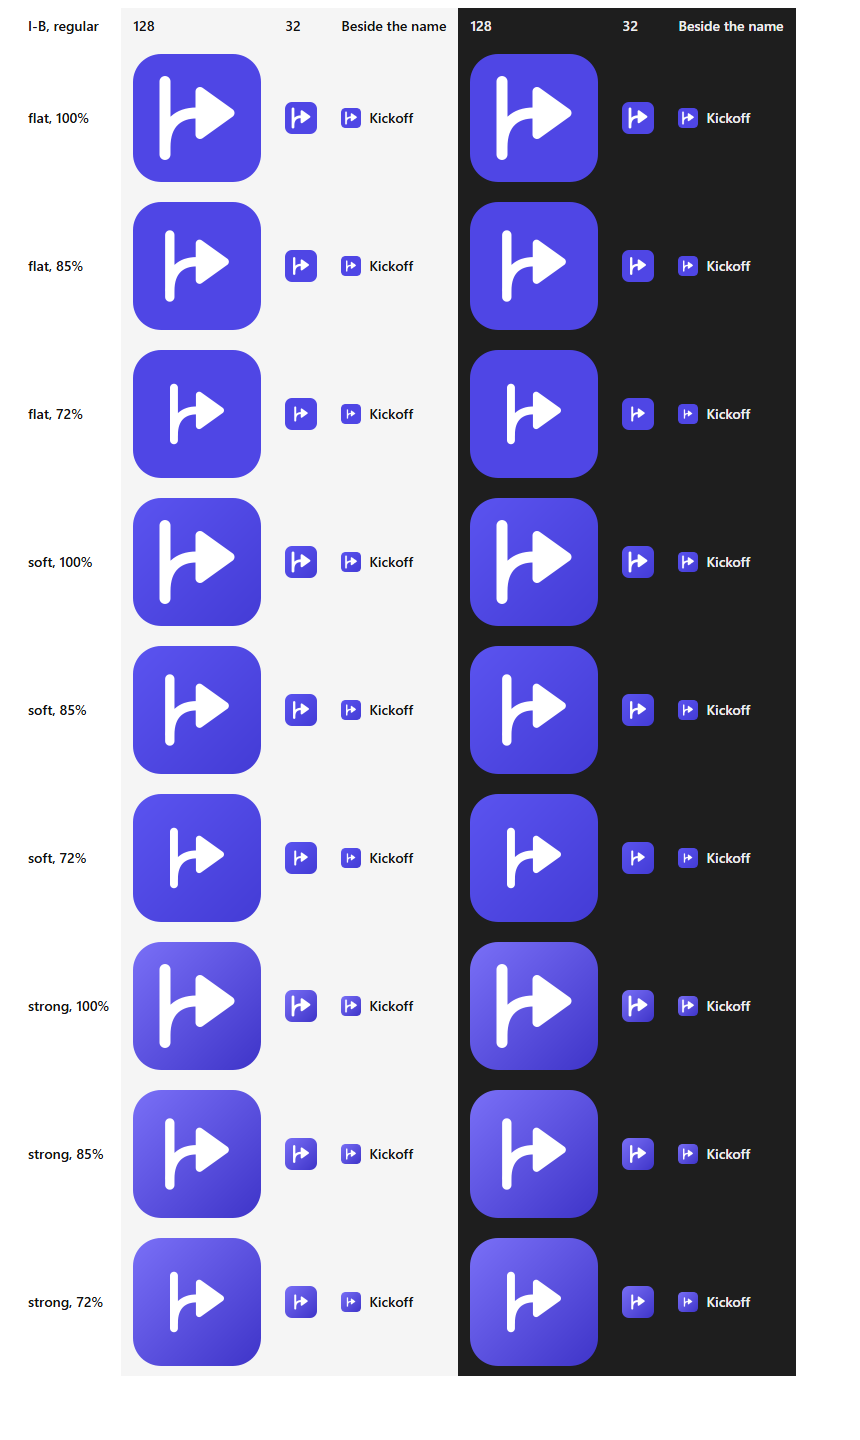 I-B, regular 128 32 Beside the name 128 32 Beside the name
flat, 100% Kickoff Kickoff
flat, 85% Kickoff Kickoff
flat, 72% Kickoff Kickoff
soft, 100% Kickoff Kickoff
soft, 85% Kickoff Kickoff
soft, 72% Kickoff Kickoff
strong, 100% Kickoff Kickoff
strong, 85% Kickoff Kickoff
strong, 72% Kickoff Kickoff